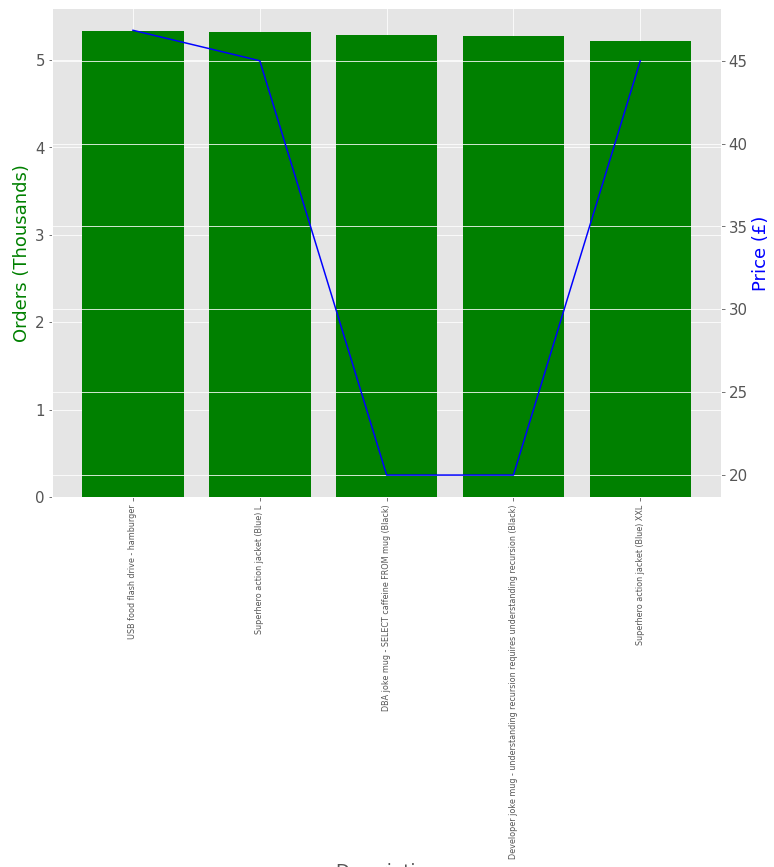 Orders (Thousands)
5
4
3
2
1
0
45
40
35
30
25
20
Price (£)
USB food flash drive - hamburger
Superhero action jacket (Blue) L
DBA joke mug - SELECT caffeine FROM mug (Black)
Developer joke mug - understanding recursion requires understanding recursion (Black)
Superhero action jacket (Blue) XXL